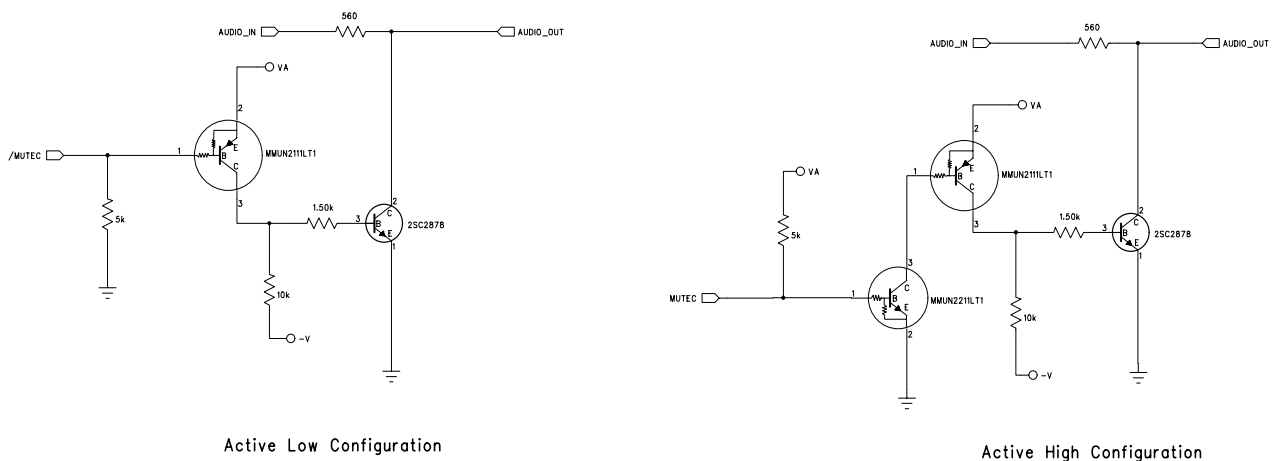 560
AUDIO_IN
AUDIO_OUT
VA
2
E
/MUTEC
1
B
MMUN2111LT1
C
3
5k
1.50k
3
2
C
B
2SC2878
E
1
10k
-V
Active Low Configuration
560
AUDIO_IN
AUDIO_OUT
VA
2
E
VA
1
B
MMUN2111LT1
C
3
5k
1.50k
3
2
C
B
2SC2878
E
1
3
C
MUTEC
1
B
MMUN2211LT1
E
2
10k
-V
Active High Configuration